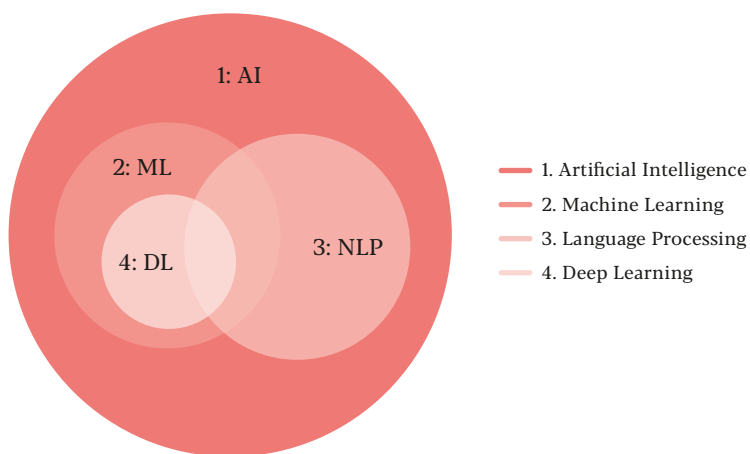 1: AI
2: ML
3: NLP
4: DL
1. Artificial Intelligence
2. Machine Learning
3. Language Processing
4. Deep Learning